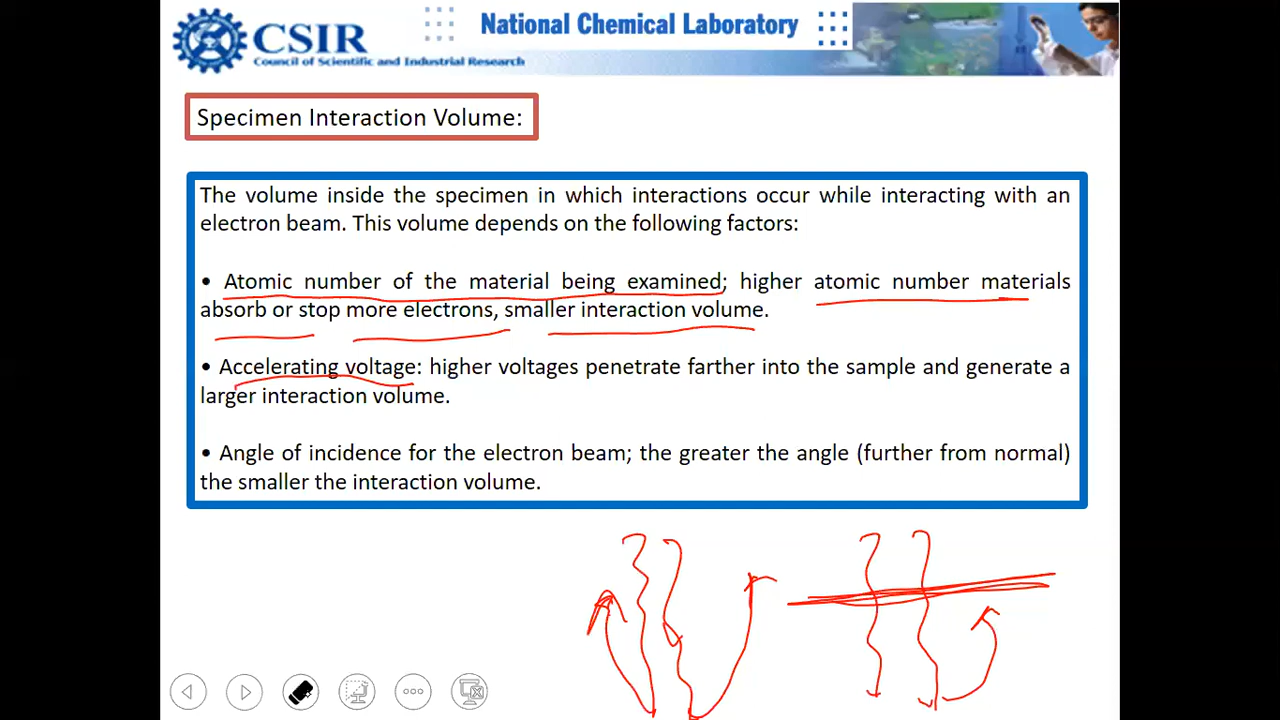 CSIR
Council of Scientific and Industrial Research
National Chemical Laboratory
Specimen Interaction Volume:
The volume inside the specimen in which interactions occur while interacting with an
electron beam. This volume depends on the following factors:
• Atomic number of the material being examined; higher atomic number materials
absorb or stop more electrons, smaller interaction volume.
• Accelerating voltage: higher voltages penetrate farther into the sample and generate a
larger interaction volume.
• Angle of incidence for the electron beam; the greater the angle (further from normal)
the smaller the interaction volume.